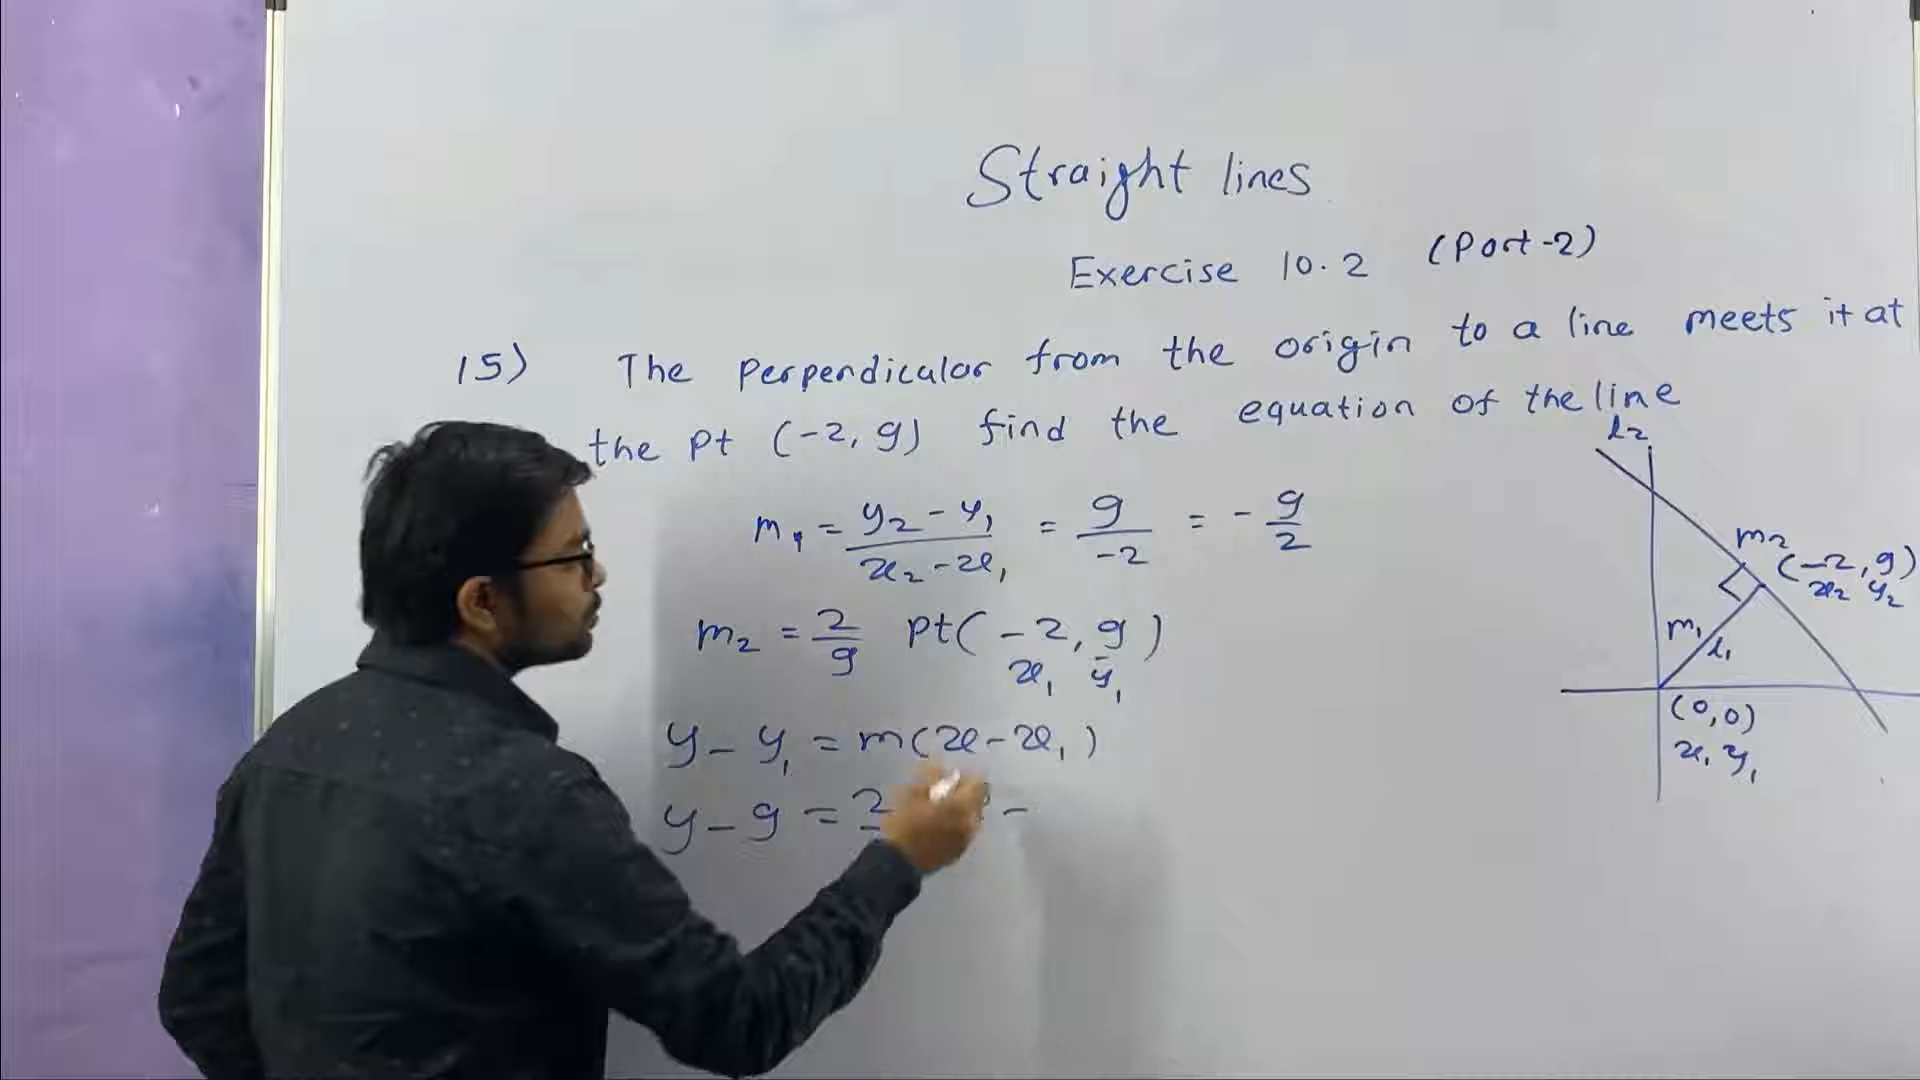 Straight lines
Exercise 10.2 (Part-2)
15) The perpendicular from the origin to a line meets it at
the pt (-2, 9) find the equation of the line
m₁ = y₂ - y₁ / x₂ - x₁ = 9 / -2 = - 9/2
m₂ = 2/9 pt(-2, 9)
x₁ y₁
y - y₁ = m(x - x₁)
y - 9 = 2 -
l₂
m₂
(-2, 9)
x₂ y₂
m₁
l₁
(0,0)
x₁ y₁